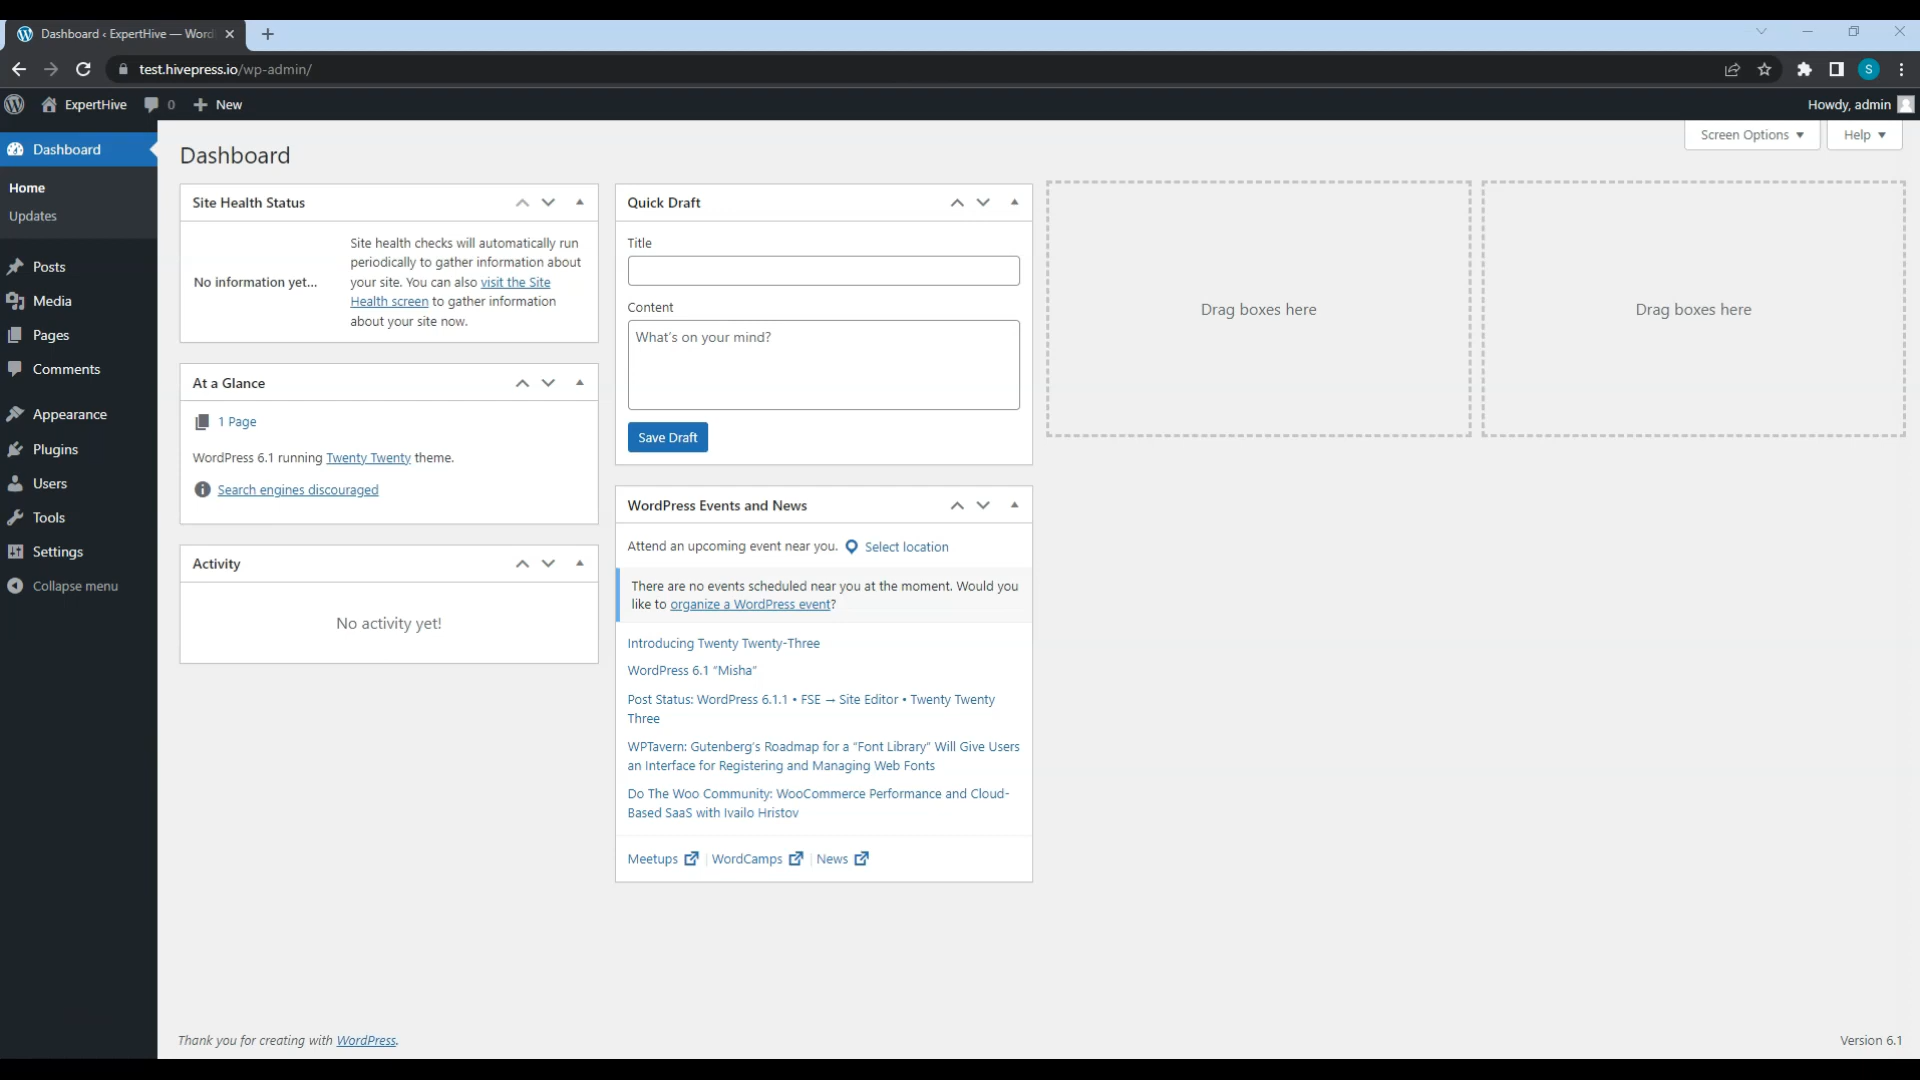 Dashboard ‹ ExpertHive — Word
test.hivepress.io/wp-admin/
S
ExpertHive
0
New
Howdy, admin
Dashboard
Home
Updates
Posts
Media
Pages
Comments
Appearance
Plugins
Users
Tools
Settings
Collapse menu
Screen Options
Help
Dashboard
Site Health Status
No information yet...
Site health checks will automatically run
periodically to gather information about
your site. You can also visit the Site
Health screen to gather information
about your site now.
At a Glance
1 Page
WordPress 6.1 running Twenty Twenty theme.
Search engines discouraged
Activity
No activity yet!
Quick Draft
Title
Content
What's on your mind?
Save Draft
WordPress Events and News
Attend an upcoming event near you.
Select location
There are no events scheduled near you at the moment. Would you
like to organize a WordPress event?
Introducing Twenty Twenty-Three
WordPress 6.1 “Misha”
Post Status: WordPress 6.1.1 • FSE → Site Editor • Twenty Twenty
Three
WPTavern: Gutenberg's Roadmap for a “Font Library” Will Give Users
an Interface for Registering and Managing Web Fonts
Do The Woo Community: WooCommerce Performance and Cloud-
Based SaaS with Ivailo Hristov
Meetups | WordCamps | News
Drag boxes here
Drag boxes here
Thank you for creating with WordPress.
Version 6.1